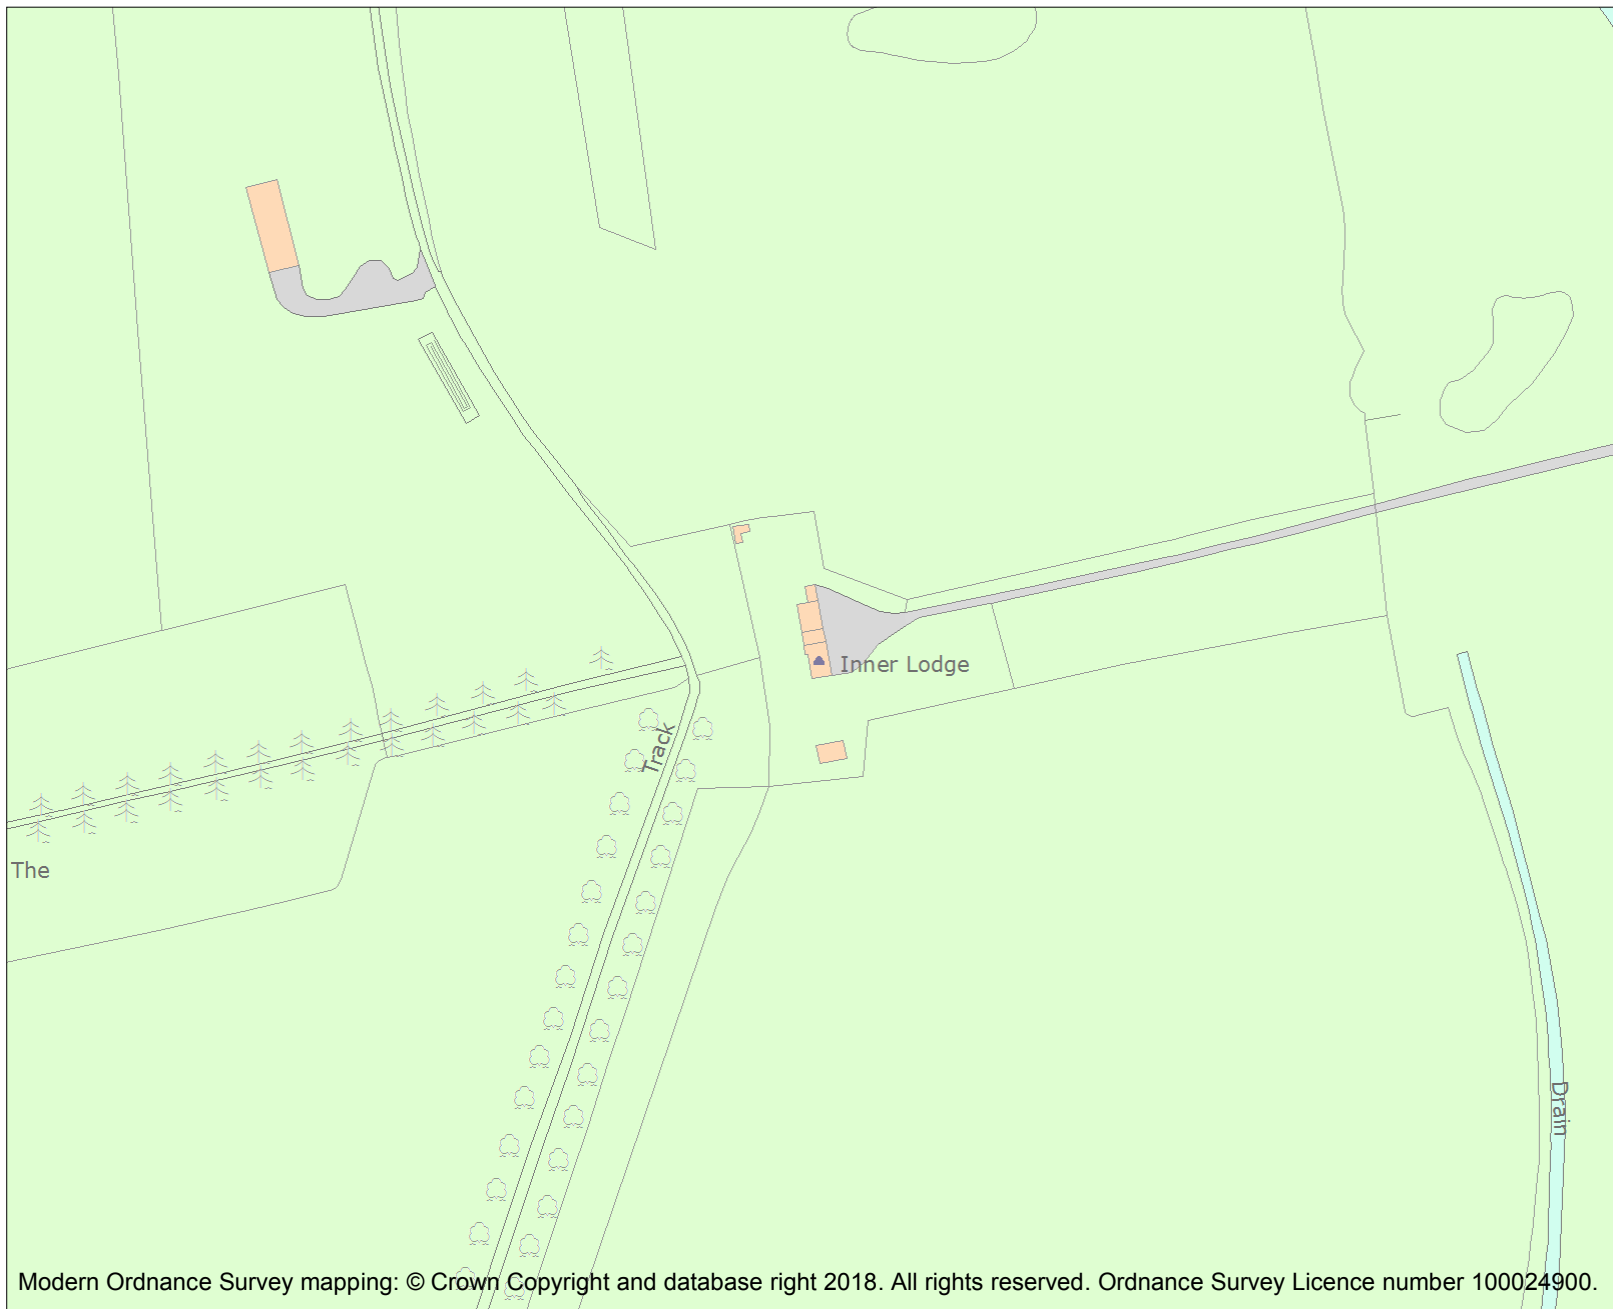 Inner Lodge
Track
The
Drain
Modern Ordnance Survey mapping: © Crown Copyright and database right 2018. All rights reserved. Ordnance Survey Licence number 100024900.